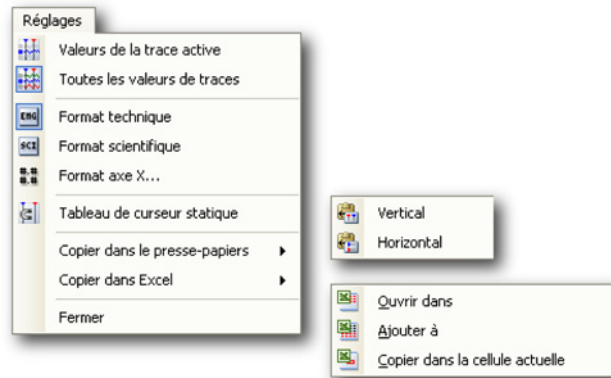 Réglages
Valeurs de la trace active
Toutes les valeurs de traces
ENG Format technique
SCI Format scientifique
Format axe X...
Tableau de curseur statique
Copier dans le presse-papiers
Copier dans Excel
Fermer
Vertical
Horizontal
Ouvrir dans
Ajouter à
Copier dans la cellule actuelle